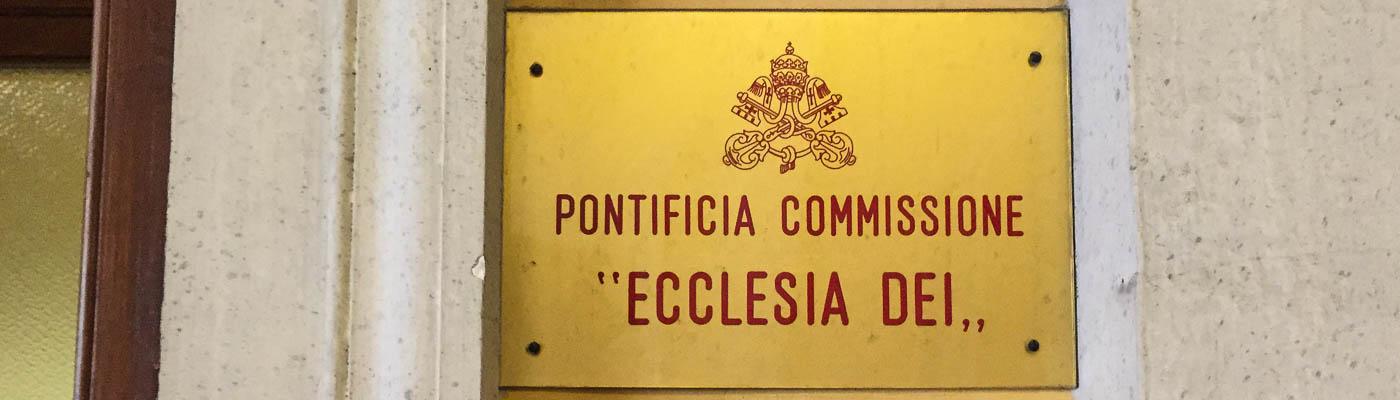 PONTIFICIA COMMISSIONE
‘‘ECCLESIA DEI,,